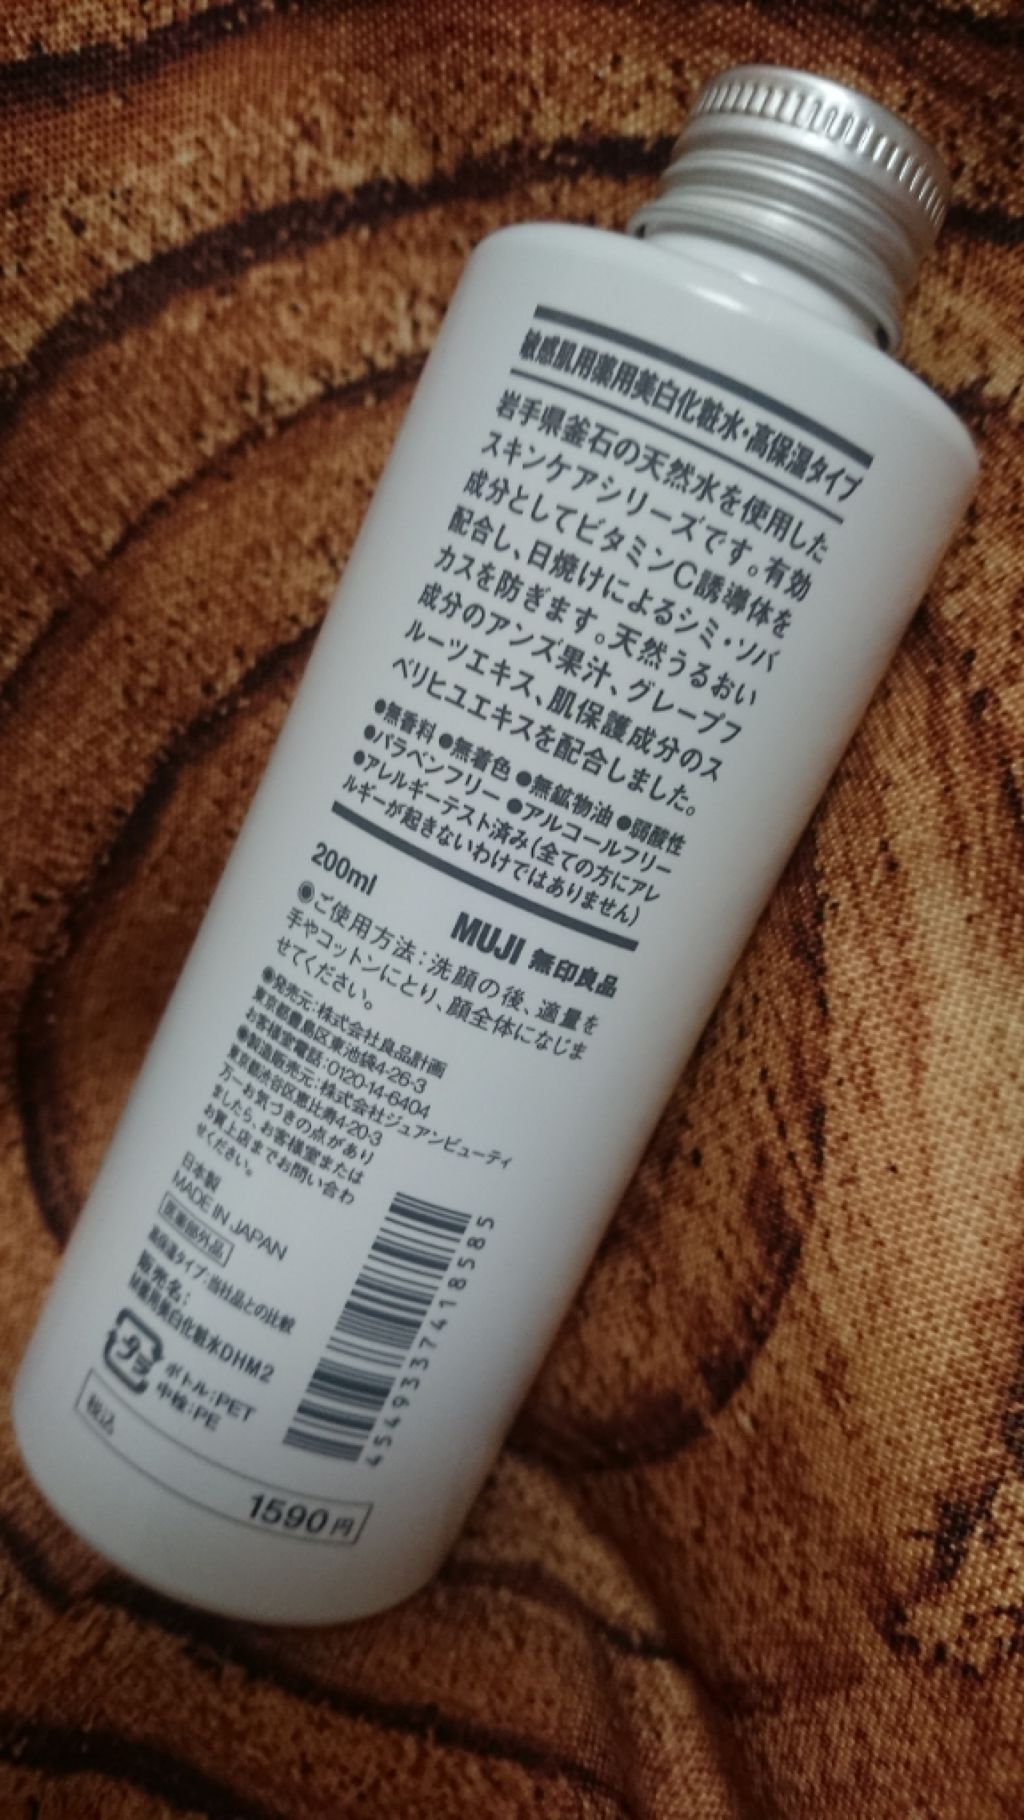 敏感肌用薬用美白化粧水・高保湿タイプ
岩手県釜石の天然水を使用した
スキンケアシリーズです。有効
成分としてビタミンC誘導体を
配合し、日焼けによるシミ・ソバ
カスを防ぎます。天然うるおい
成分のアンズ果汁、グレープフ
ルーツエキス、肌保護成分のス
ベリヒユエキスを配合しました。
●無香料 ●無着色 ●無鉱物油 ●弱酸性
●パラベンフリー ●アルコールフリー
●アレルギーテスト済み(全ての方にアレ
ルギーが起きないわけではありません)
200ml
MUJI 無印良品
◉ご使用方法:洗顔の後、適量を
手やコットンにとり、顔全体になじま
せてください。
●発売元:株式会社良品計画
東京都豊島区東池袋4-26-3
お客様室電話:0120-14-6404
●製造販売元:株式会社ジュアンビューティ
東京都渋谷区恵比寿4-20-3
万一お気づきの点があり
ましたら、お客様室または
お買上店までお問い合わ
せください。
日本製
MADE IN JAPAN
医薬部外品
高保湿タイプ:当社品との比較
販売名:
M薬用美白化粧水DHM2
プラ
ボトル:PET
中栓:PE
4549337418585
税込
1590円